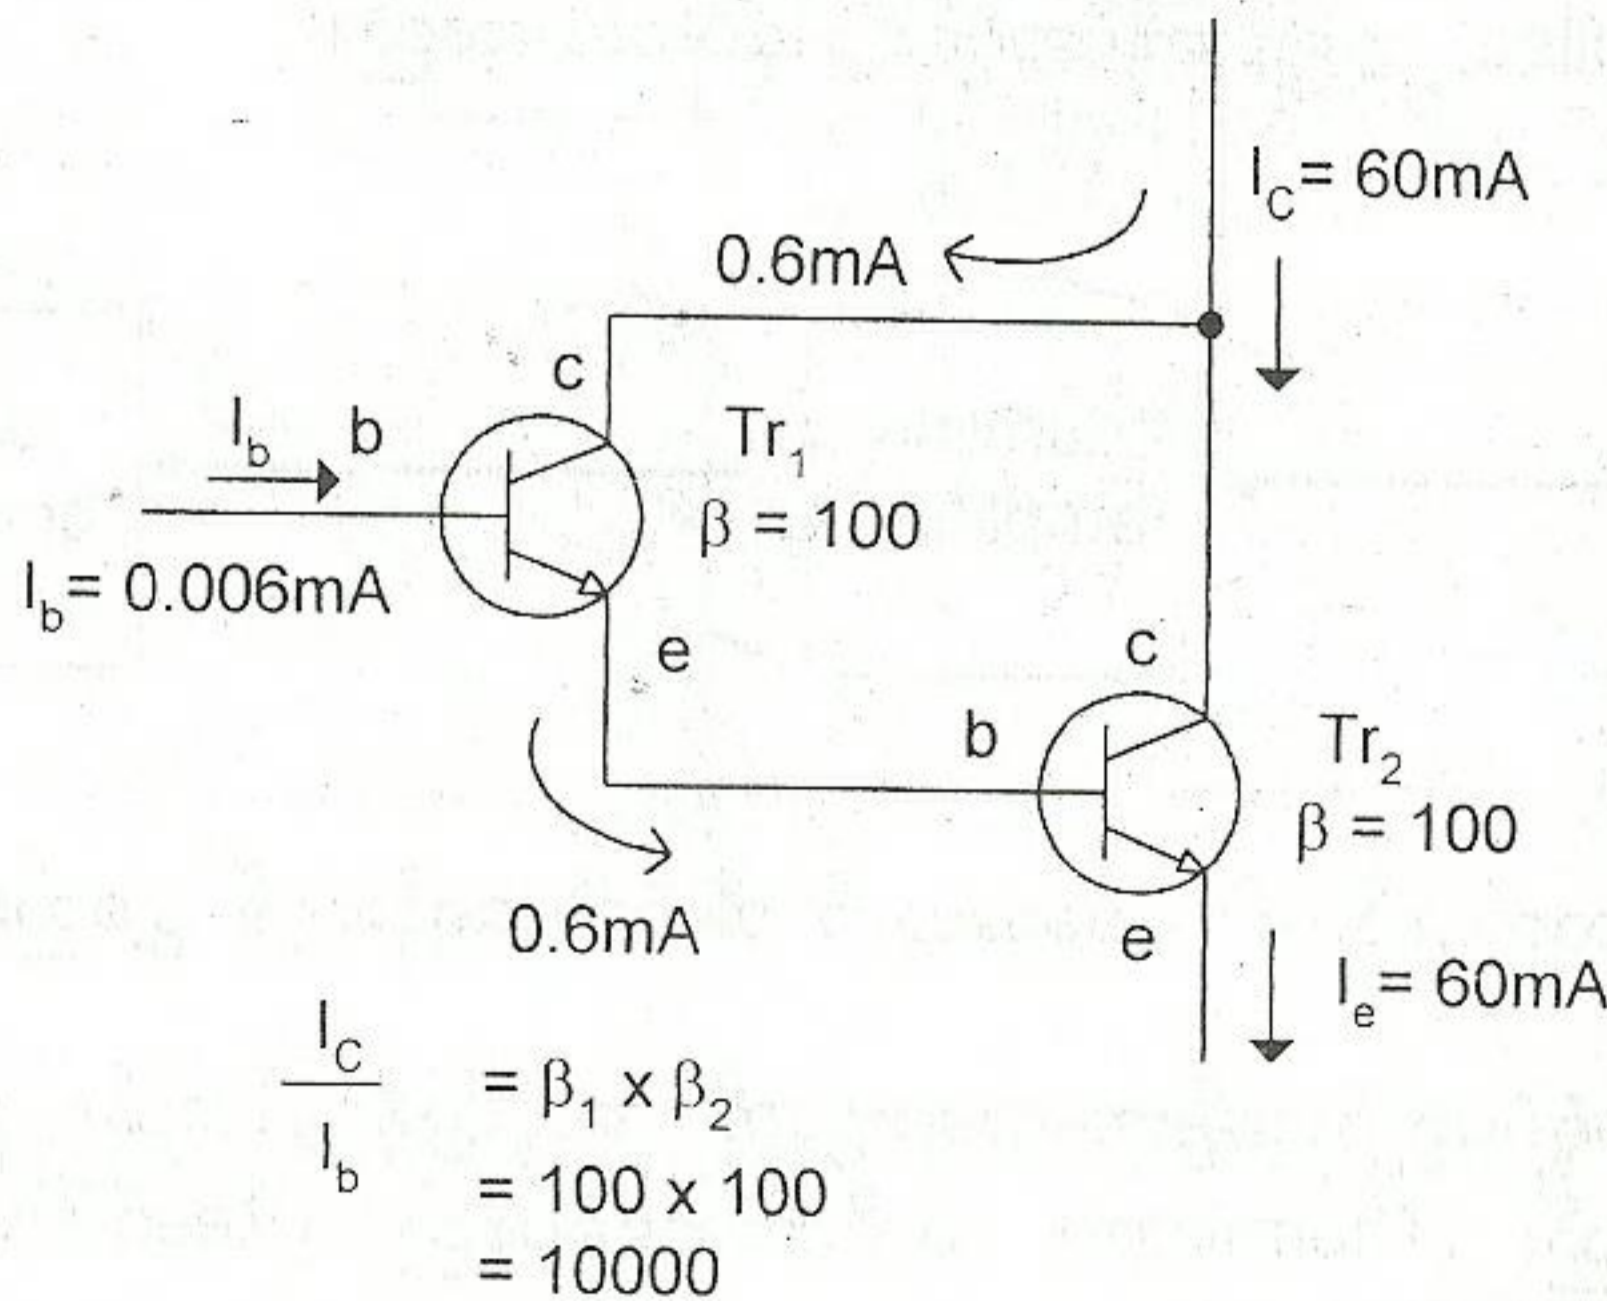 I_C = 60mA
0.6mA
c
I_b b
Tr_1
β = 100
I_b = 0.006mA
e
c
b
Tr_2
β = 100
0.6mA
e
I_e = 60mA
I_C / I_b = β_1 x β_2
= 100 x 100
= 10000